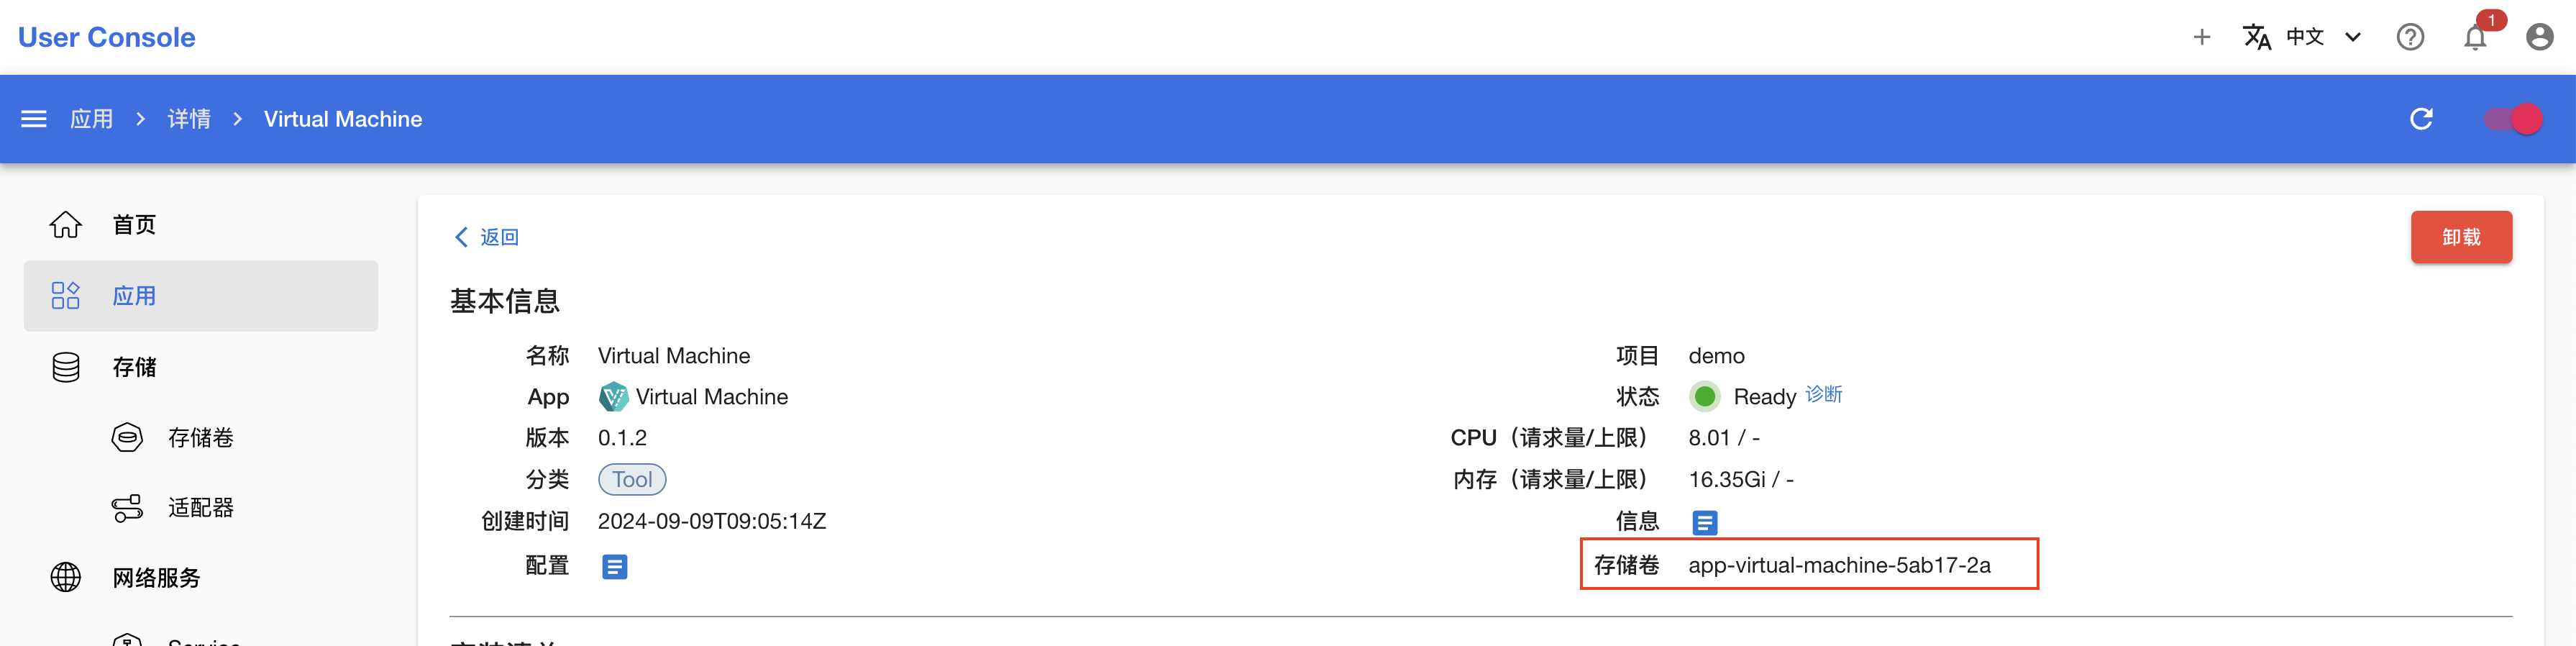 User Console
中文
1
应用 > 详情 > Virtual Machine
首页
应用
存储
存储卷
适配器
网络服务
Service
返回
卸载
基本信息
名称 Virtual Machine
App Virtual Machine
版本 0.1.2
分类 Tool
创建时间 2024-09-09T09:05:14Z
配置
项目 demo
状态 Ready 诊断
CPU（请求量/上限） 8.01 / -
内存（请求量/上限） 16.35Gi / -
信息
存储卷 app-virtual-machine-5ab17-2a